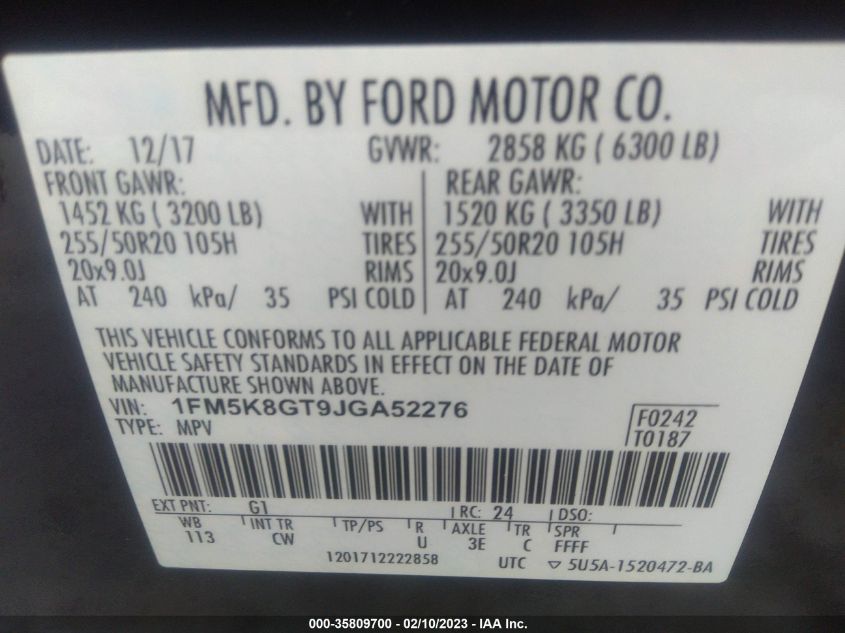 MFD. BY FORD MOTOR CO.
DATE: 12/17 GVWR: 2858 KG ( 6300 LB)
FRONT GAWR: REAR GAWR:
1452 KG ( 3200 LB) WITH 1520 KG ( 3350 LB) WITH
255/50R20 105H TIRES 255/50R20 105H TIRES
20x9.0J RIMS 20x9.0J RIMS
AT 240 kPa/ 35 PSI COLD AT 240 kPa/ 35 PSI COLD
THIS VEHICLE CONFORMS TO ALL APPLICABLE FEDERAL MOTOR
VEHICLE SAFETY STANDARDS IN EFFECT ON THE DATE OF
MANUFACTURE SHOWN ABOVE.
VIN: 1FM5K8GT9JGA52276 F0242
TYPE: MPV T0187
EXT PNT: G1 RC: 24 DSO:
WB INT TR TP/PS R AXLE TR SPR
113 CW U 3E C FFFF
1201712222858 UTC ▽ 5U5A-1520472-BA
000-35809700 - 02/10/2023 - IAA Inc.